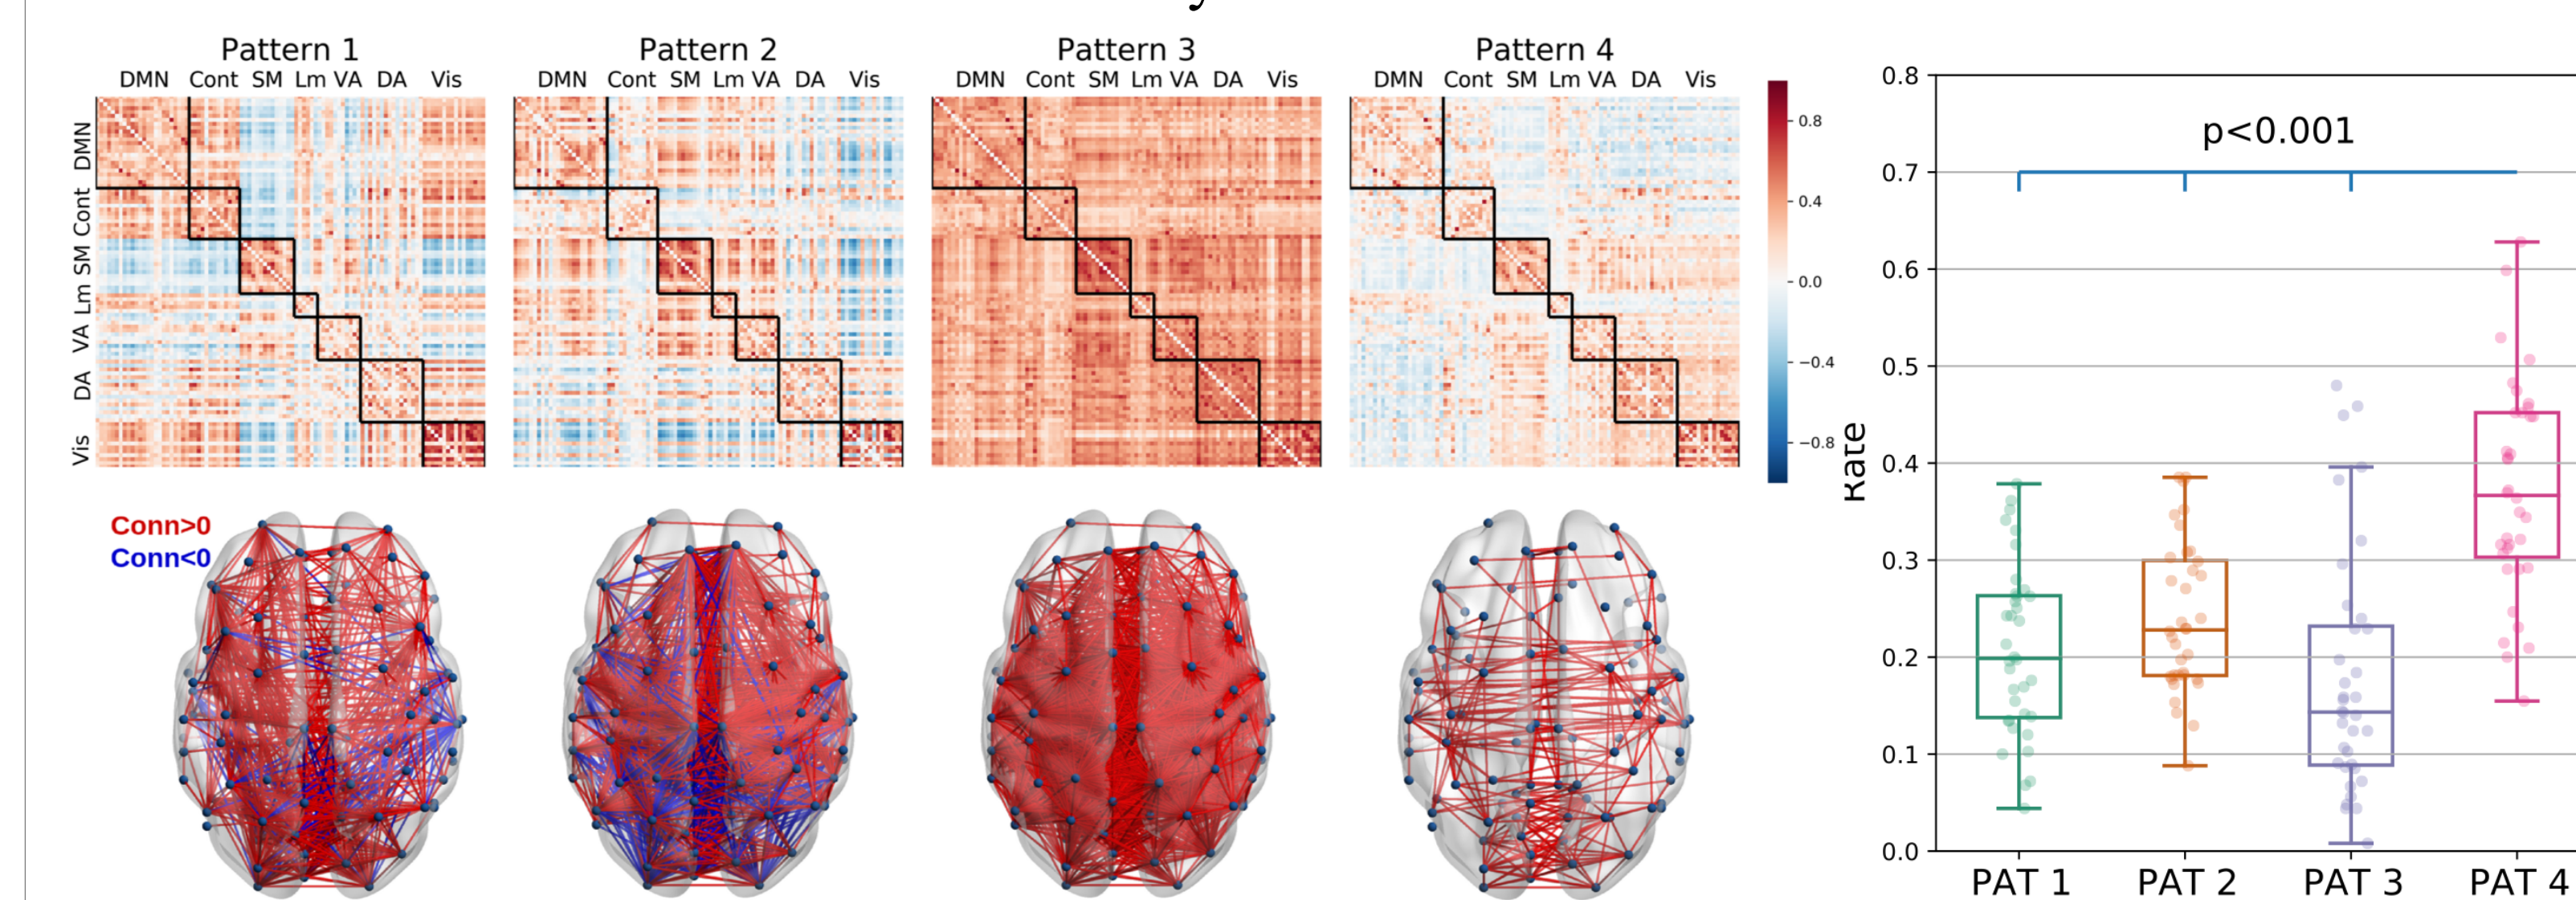 y
Pattern 1
Pattern 2
Pattern 3
Pattern 4
DMN Cont SM Lm VA DA Vis
DMN Cont SM Lm VA DA Vis
DMN Cont SM Lm VA DA Vis
DMN Cont SM Lm VA DA Vis
DMN
Cont
SM
Lm
VA
DA
Vis
0.8
0.4
0.0
−0.4
−0.8
Conn>0
Conn<0
Rate
0.8
0.7
0.6
0.5
0.4
0.3
0.2
0.1
0.0
p<0.001
PAT 1 PAT 2 PAT 3 PAT 4